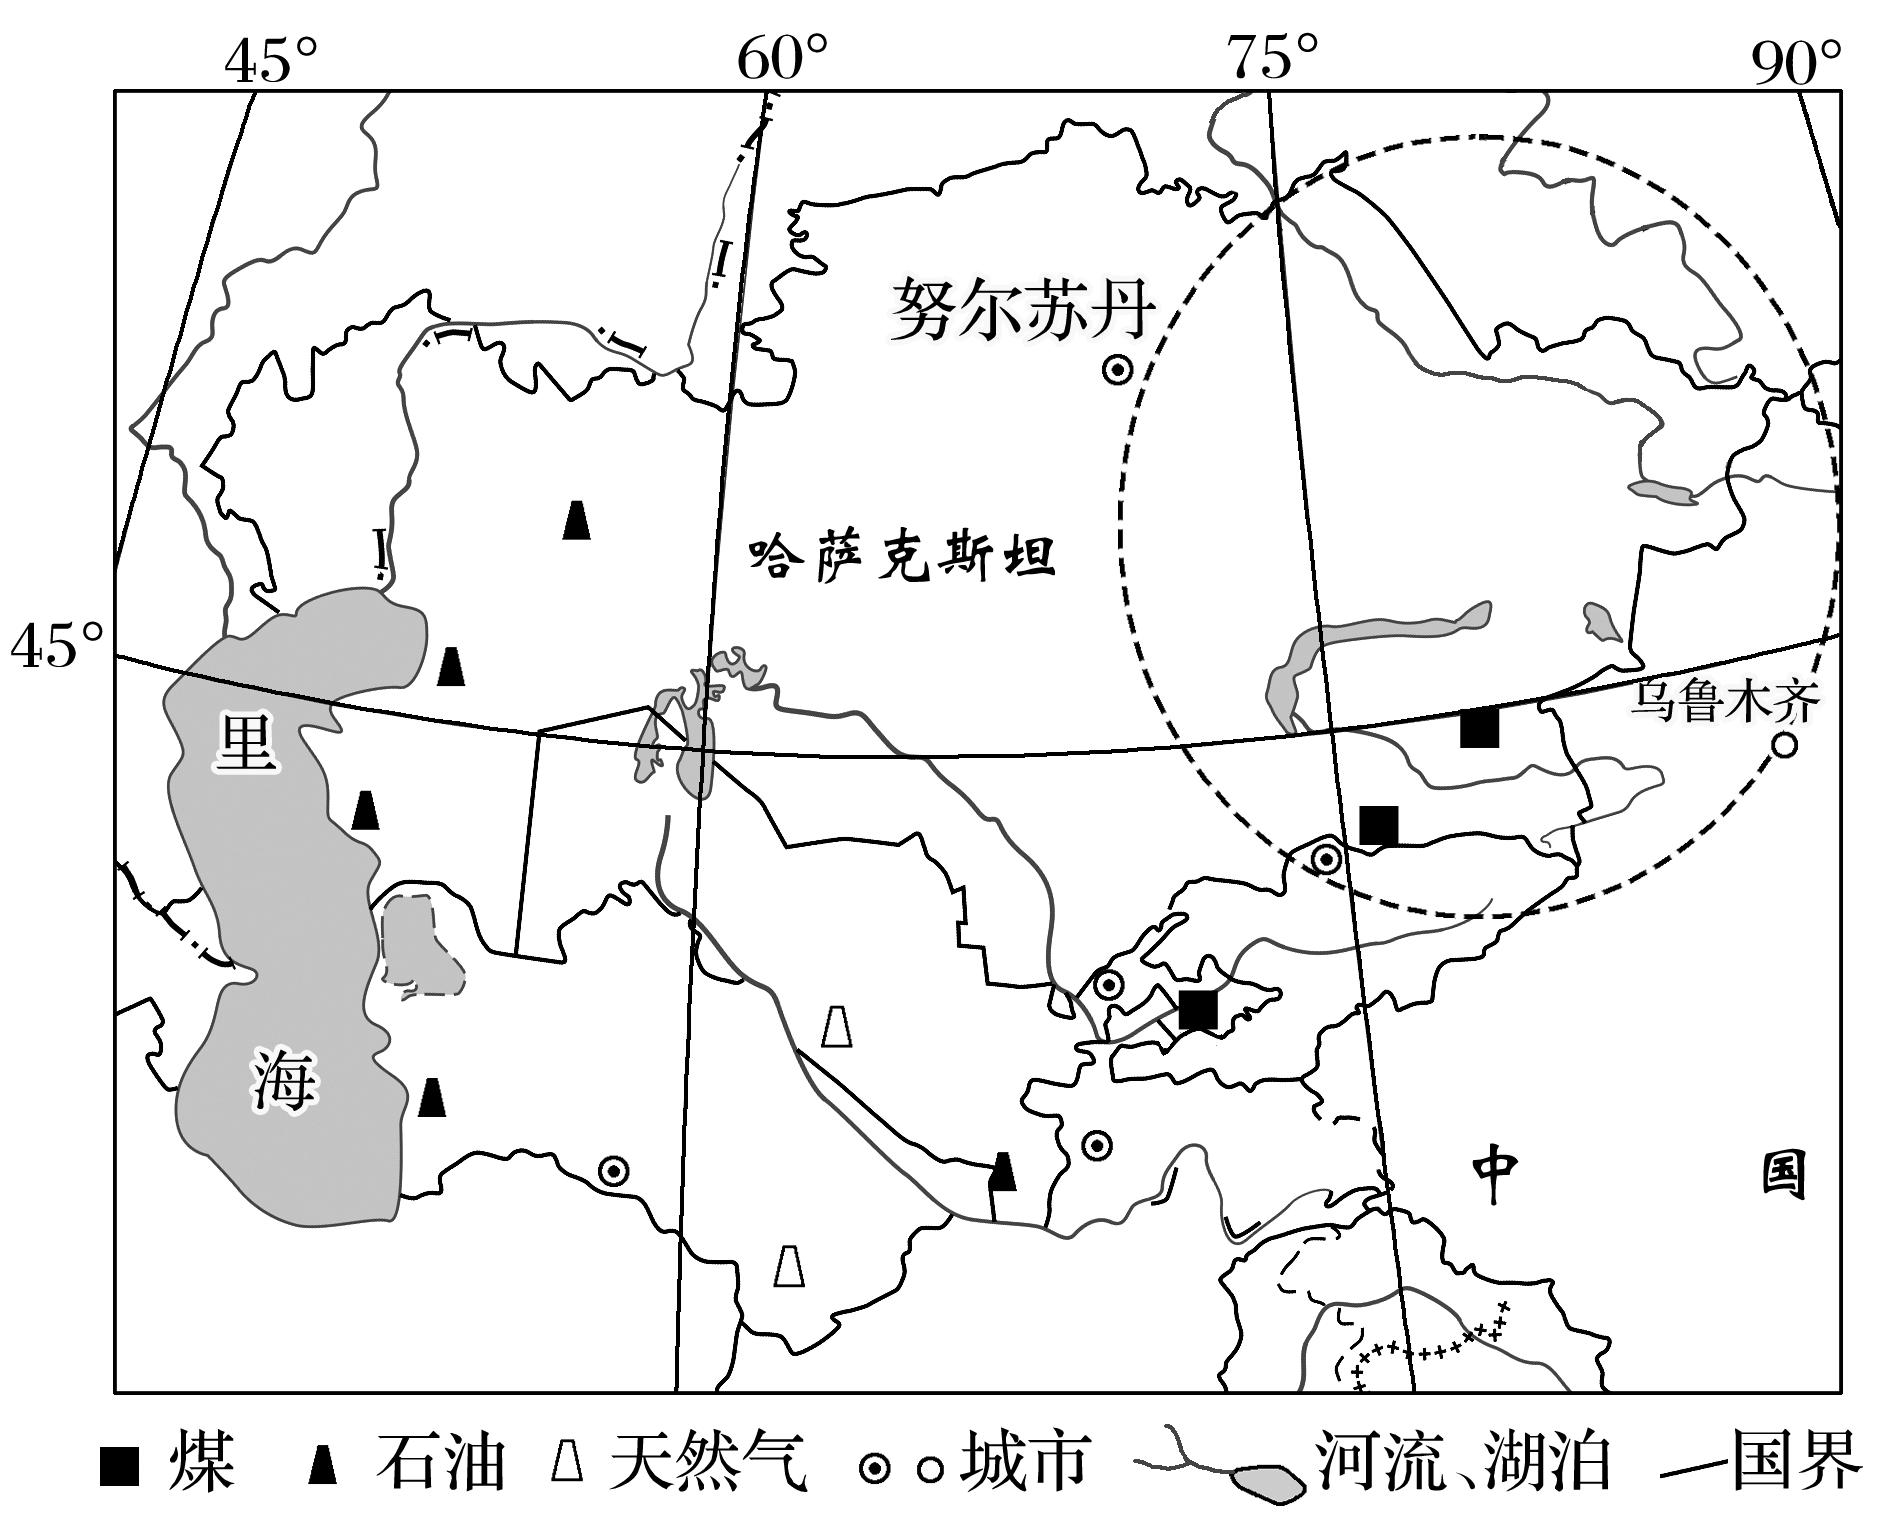 45° 60° 75° 90°
努尔苏丹
哈萨克斯坦
45°
乌鲁木齐
里
海
中 国
煤 石油 天然气 城市 河流、湖泊 国界